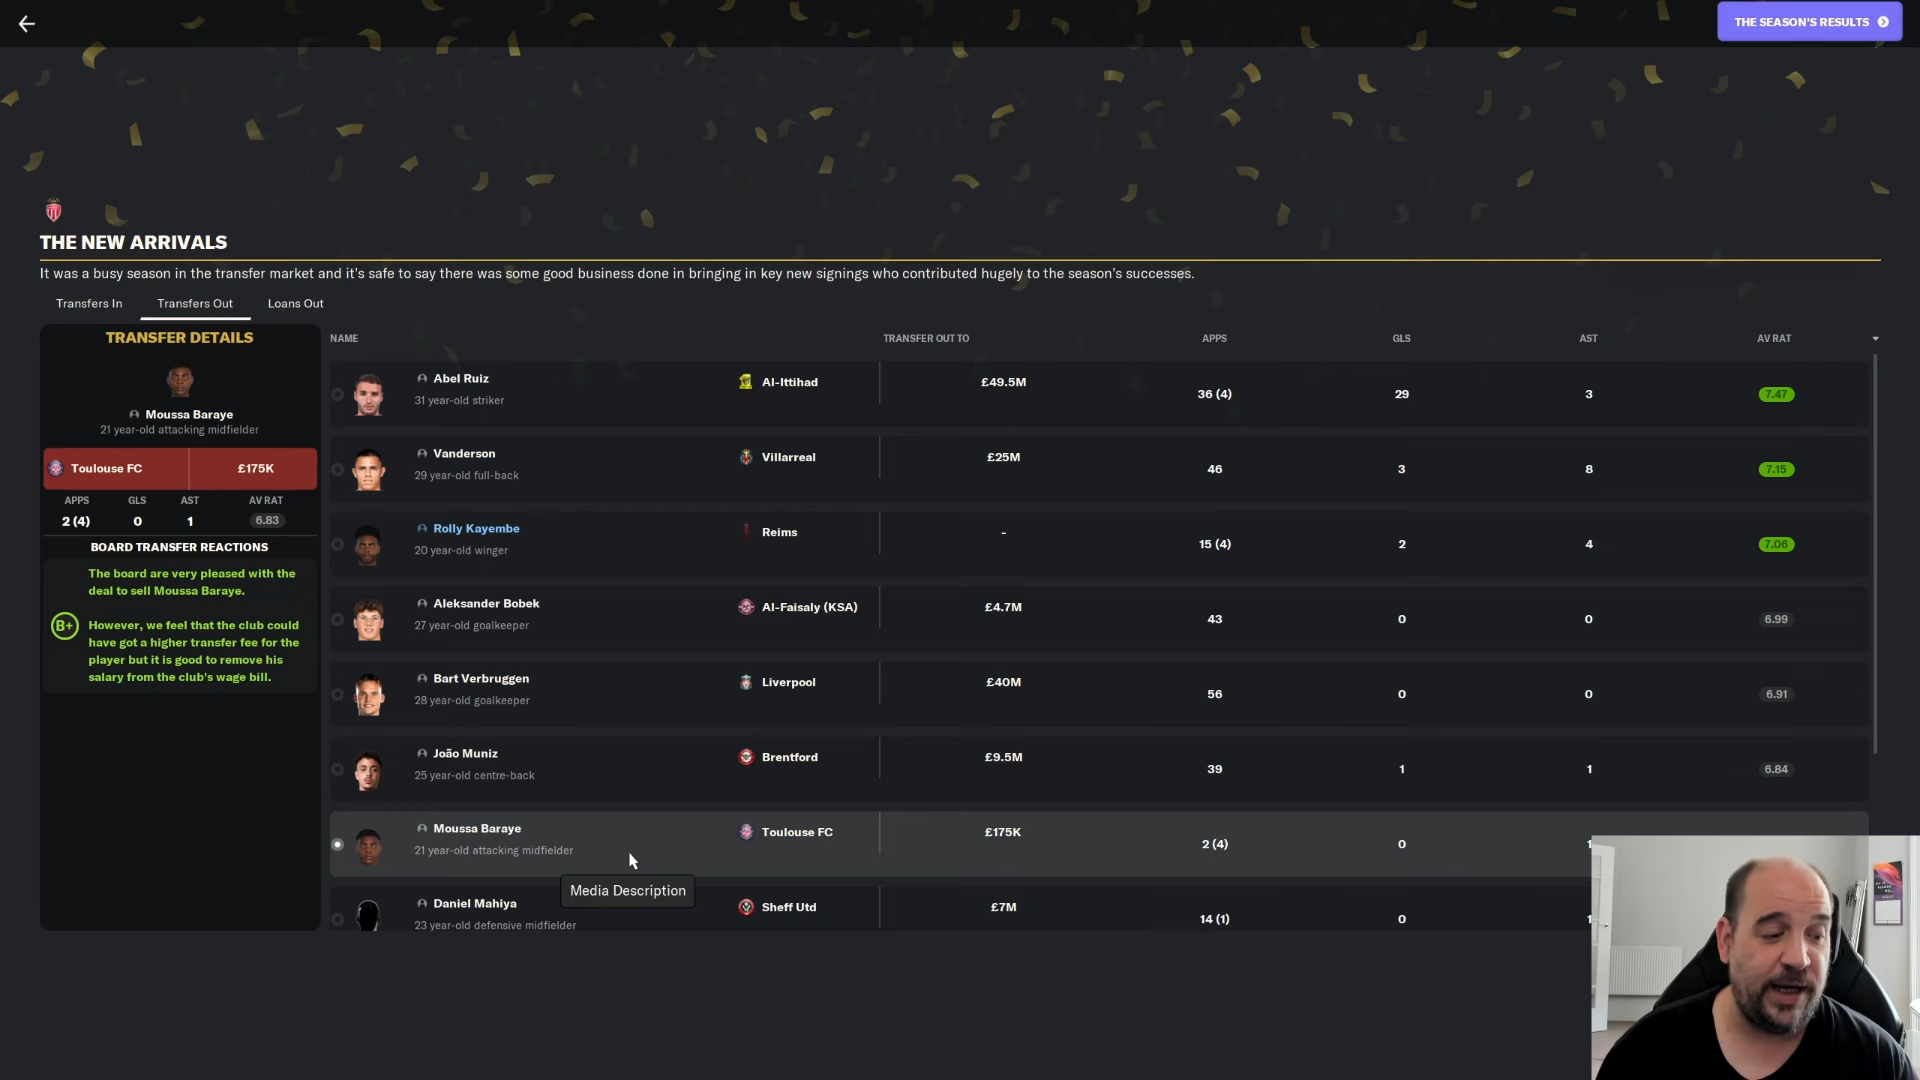 THE SEASON'S RESULTS
THE NEW ARRIVALS
It was a busy season in the transfer market and it's safe to say there was some good business done in bringing in key new signings who contributed hugely to the season's successes.
Transfers In Transfers Out Loans Out
TRANSFER DETAILS
Moussa Baraye
21 year-old attacking midfielder
Toulouse FC £175K
APPS GLS AST AV RAT
2 (4) 0 1 6.83
BOARD TRANSFER REACTIONS
The board are very pleased with the
deal to sell Moussa Baraye.
B+
However, we feel that the club could
have got a higher transfer fee for the
player but it is good to remove his
salary from the club's wage bill.
NAME TRANSFER OUT TO APPS GLS AST AV RAT
Abel Ruiz Al-Ittihad £49.5M 36 (4) 29 3 7.47
31 year-old striker
Vanderson Villarreal £25M 46 3 8 7.15
29 year-old full-back
Rolly Kayembe Reims - 15 (4) 2 4 7.06
20 year-old winger
Aleksander Bobek Al-Faisaly (KSA) £4.7M 43 0 0 6.99
27 year-old goalkeeper
Bart Verbruggen Liverpool £40M 56 0 0 6.91
28 year-old goalkeeper
João Muniz Brentford £9.5M 39 1 1 6.84
25 year-old centre-back
Moussa Baraye Toulouse FC £175K 2 (4) 0 1
21 year-old attacking midfielder
Media Description
Daniel Mahiya Sheff Utd £7M 14 (1) 0 1
23 year-old defensive midfielder